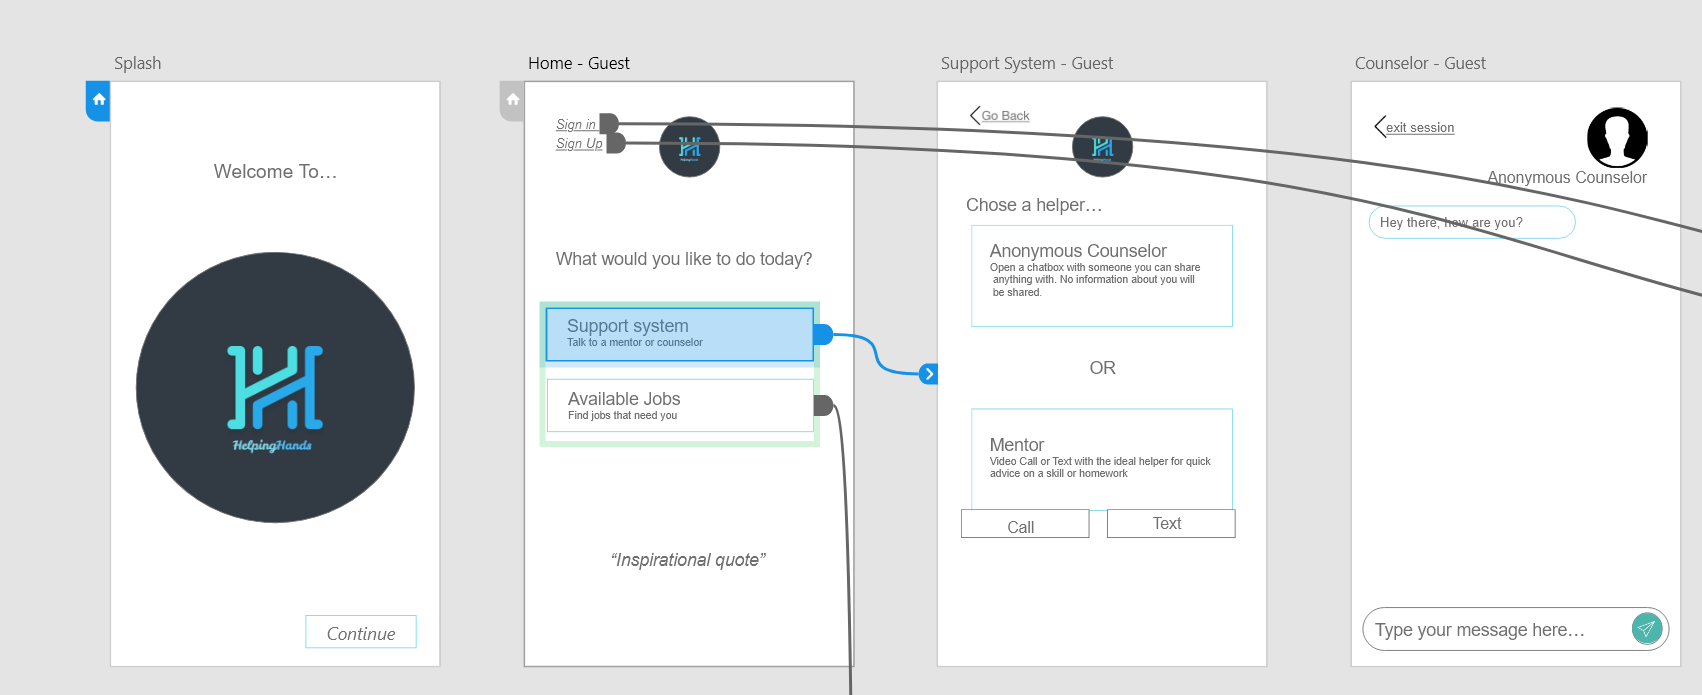 Splash
Welcome To...
HelpingHands
Continue
Home - Guest
Sign in
Sign Up
HelpingHands
What would you like to do today?
Support system
Talk to a mentor or counselor
Available Jobs
Find jobs that need you
“Inspirational quote”
Support System - Guest
Go Back
HelpingHands
Chose a helper...
Anonymous Counselor
Open a chatbox with someone you can share
anything with. No information about you will
be shared.
OR
Mentor
Video Call or Text with the ideal helper for quick
advice on a skill or homework
Call
Text
Counselor - Guest
exit session
Anonymous Counselor
Hey there, how are you?
Type your message here...